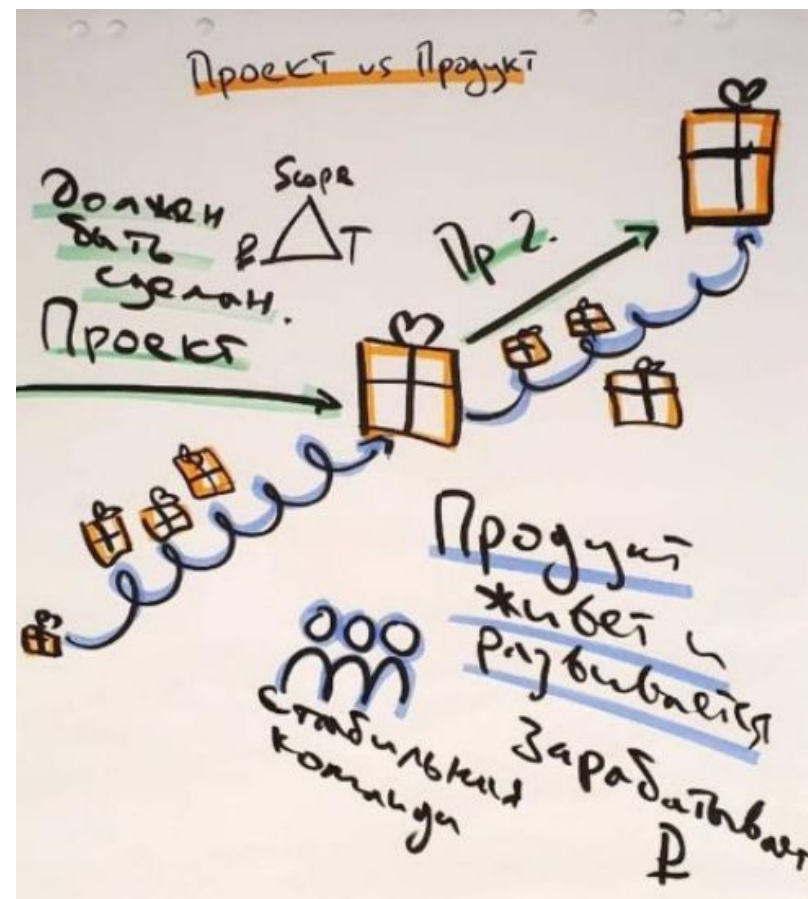 Проект vs Продукт
Должен
быть
сделан.
Scope
B T
Проект
Пр 2.
Продукт
живет и
развивается
Зарабатывает
₽
стабильная
команда